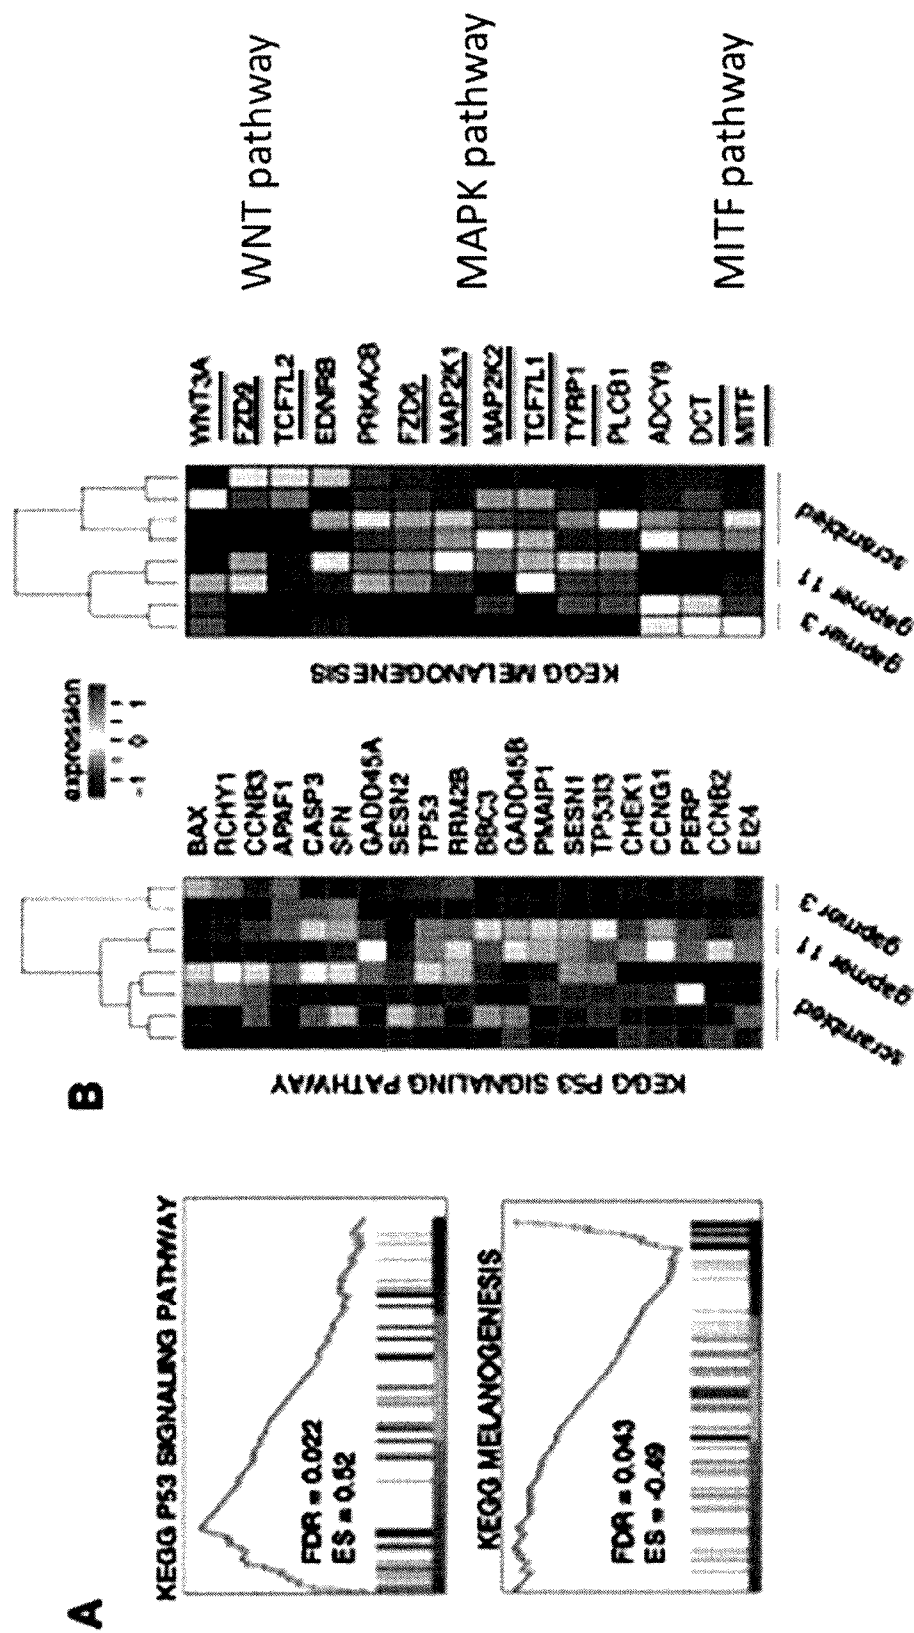 A
KEGG P53 SIGNALING PATHWAY
FDR = 0.022
ES = 0.52
KEGG MELANOGENESIS
FDR = 0.043
ES = -0.49
B
expression
-1 0 1
KEGG P53 SIGNALING PATHWAY
BAX
RCHY1
CCNB3
APAF1
CASP3
SFN
GADD45A
SESN2
TP53
RRM2B
BBC3
GADD45B
PMAIP1
SESN1
TP53I3
CHEK1
CCNG1
PERP
CCNB2
EI24
scrambled
gapmer 11
gapmer 3
KEGG MELANOGENESIS
WNT3A
FZD9
TCF7L2
EDNRB
PRKACB
FZD6
MAP2K1
MAP2K2
TCF7L1
TYRP1
PLCB1
ADCY9
DCT
MITF
gapmer 3
gapmer 11
scrambled
WNT pathway
MAPK pathway
MITF pathway